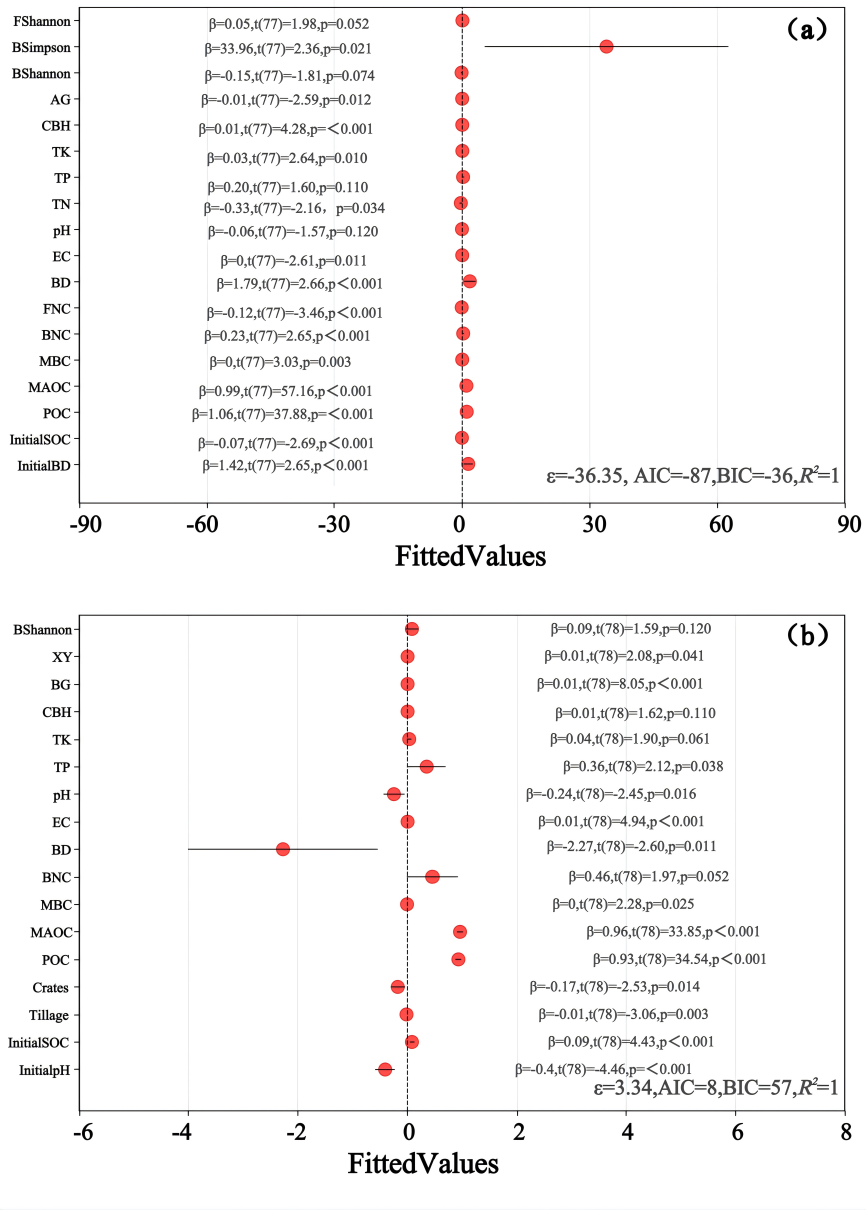 (a)
FShannon β=0.05,t(77)=1.98,p=0.052
BSimpson β=33.96,t(77)=2.36,p=0.021
BShannon β=-0.15,t(77)=-1.81,p=0.074
AG β=-0.01,t(77)=-2.59,p=0.012
CBH β=0.01,t(77)=4.28,p=<0.001
TK β=0.03,t(77)=2.64,p=0.010
TP β=0.20,t(77)=1.60,p=0.110
TN β=-0.33,t(77)=-2.16，p=0.034
pH β=-0.06,t(77)=-1.57,p=0.120
EC β=0,t(77)=-2.61,p=0.011
BD β=1.79,t(77)=2.66,p<0.001
FNC β=-0.12,t(77)=-3.46,p<0.001
BNC β=0.23,t(77)=2.65,p<0.001
MBC β=0,t(77)=3.03,p=0.003
MAOC β=0.99,t(77)=57.16,p<0.001
POC β=1.06,t(77)=37.88,p=<0.001
InitialSOC β=-0.07,t(77)=-2.69,p<0.001
InitialBD β=1.42,t(77)=2.65,p<0.001
ε=-36.35, AIC=-87,BIC=-36,R²=1
-90 -60 -30 0 30 60 90
FittedValues
(b)
BShannon β=0.09,t(78)=1.59,p=0.120
XY β=0.01,t(78)=2.08,p=0.041
BG β=0.01,t(78)=8.05,p<0.001
CBH β=0.01,t(78)=1.62,p=0.110
TK β=0.04,t(78)=1.90,p=0.061
TP β=0.36,t(78)=2.12,p=0.038
pH β=-0.24,t(78)=-2.45,p=0.016
EC β=0.01,t(78)=4.94,p<0.001
BD β=-2.27,t(78)=-2.60,p=0.011
BNC β=0.46,t(78)=1.97,p=0.052
MBC β=0,t(78)=2.28,p=0.025
MAOC β=0.96,t(78)=33.85,p<0.001
POC β=0.93,t(78)=34.54,p<0.001
Crates β=-0.17,t(78)=-2.53,p=0.014
Tillage β=-0.01,t(78)=-3.06,p=0.003
InitialSOC β=0.09,t(78)=4.43,p<0.001
InitialpH β=-0.4,t(78)=-4.46,p=<0.001
ε=3.34,AIC=8,BIC=57,R²=1
-6 -4 -2 0 2 4 6 8
FittedValues